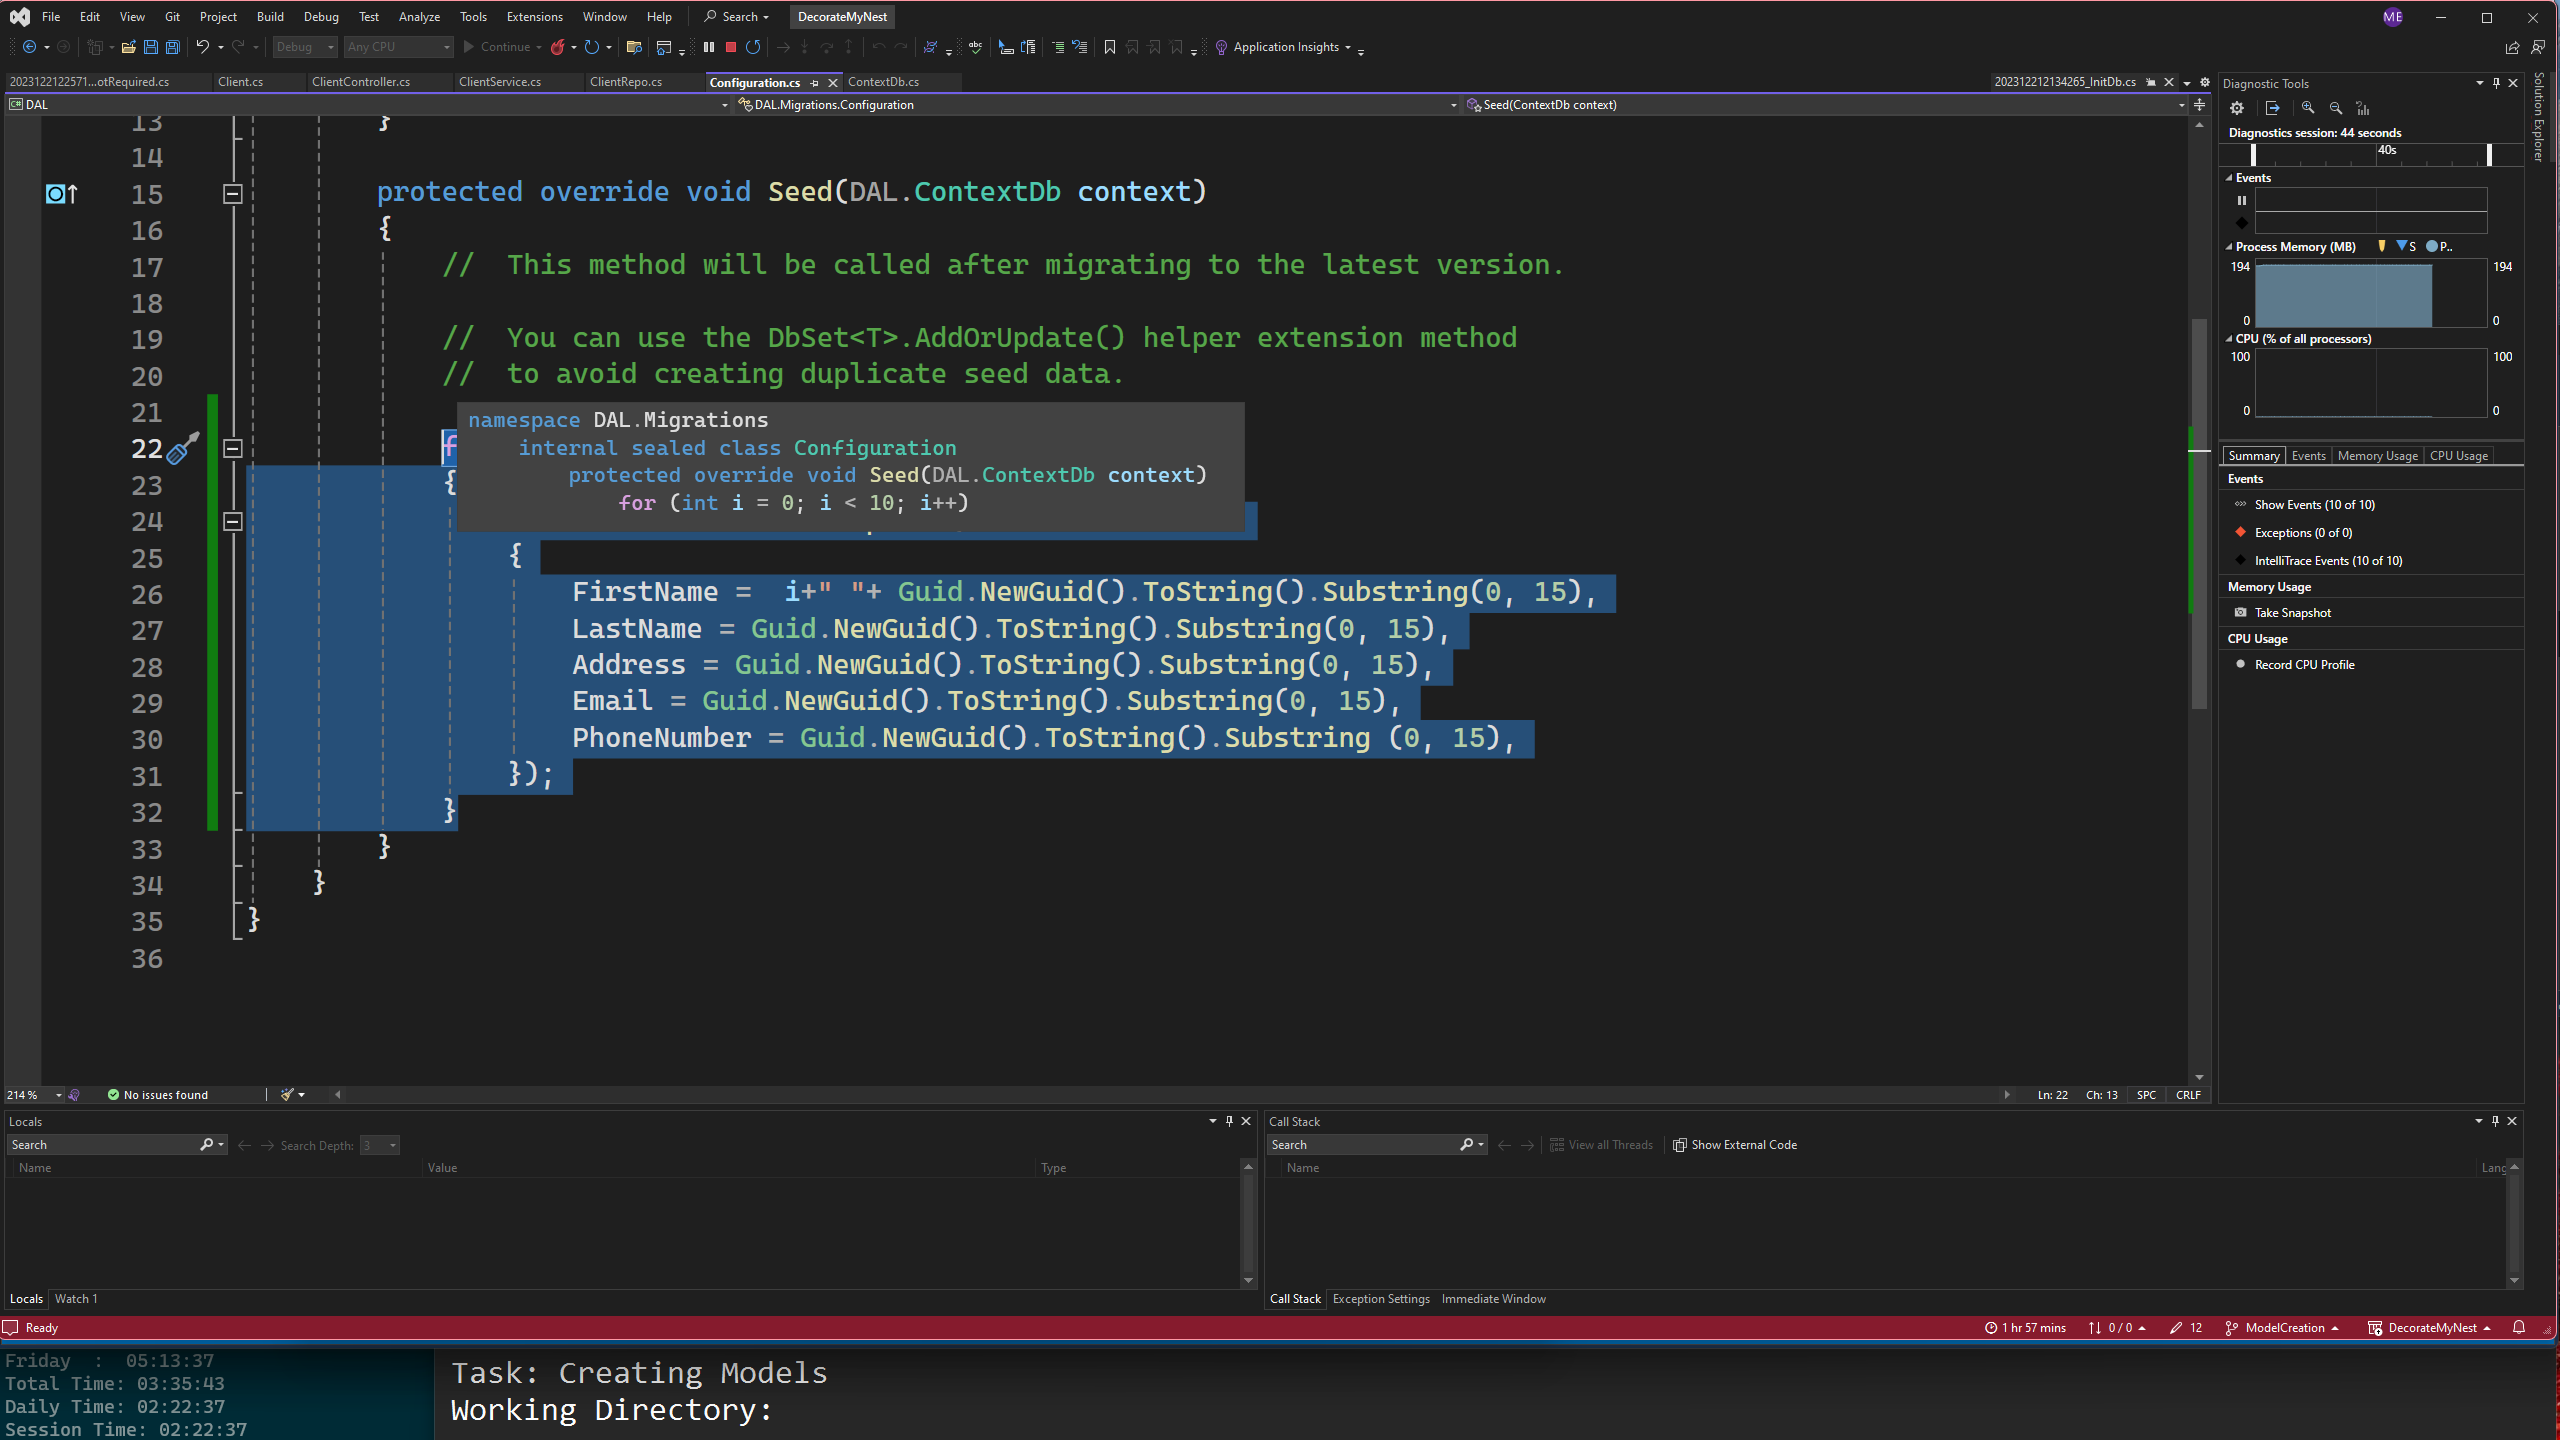 File Edit View Git Project Build Debug Test Analyze Tools Extensions Window Help Search DecorateMyNest ME
Debug Any CPU Continue Application Insights
2023122122571...otRequired.cs Client.cs ClientController.cs ClientService.cs ClientRepo.cs Configuration.cs ContextDb.cs 202312212134265_InitDb.cs
DAL DAL.Migrations.Configuration Seed(ContextDb context)
13 }
14
15 protected override void Seed(DAL.ContextDb context)
16 {
17 //  This method will be called after migrating to the latest version.
18
19 //  You can use the DbSet<T>.AddOrUpdate() helper extension method
20 //  to avoid creating duplicate seed data.
21
22 f
23 {
24
namespace DAL.Migrations
internal sealed class Configuration
protected override void Seed(DAL.ContextDb context)
for (int i = 0; i < 10; i++)
25 {
26 FirstName =  i+" "+ Guid.NewGuid().ToString().Substring(0, 15),
27 LastName = Guid.NewGuid().ToString().Substring(0, 15),
28 Address = Guid.NewGuid().ToString().Substring(0, 15),
29 Email = Guid.NewGuid().ToString().Substring(0, 15),
30 PhoneNumber = Guid.NewGuid().ToString().Substring (0, 15),
31 });
32 }
33 }
34 }
35 }
36
214 % No issues found Ln: 22 Ch: 13 SPC CRLF
Diagnostic Tools
Diagnostics session: 44 seconds
40s
Events
Process Memory (MB) S P..
194 194
0 0
CPU (% of all processors)
100 100
0 0
Summary Events Memory Usage CPU Usage
Events
Show Events (10 of 10)
Exceptions (0 of 0)
IntelliTrace Events (10 of 10)
Memory Usage
Take Snapshot
CPU Usage
Record CPU Profile
Solution Explorer
Locals
Search Search Depth: 3
Name Value Type
Locals Watch 1
Call Stack
Search View all Threads Show External Code
Name Lang
Call Stack Exception Settings Immediate Window
Ready 1 hr 57 mins 0 / 0 12 ModelCreation DecorateMyNest
Friday  :  05:13:37
Total Time: 03:35:43
Daily Time: 02:22:37
Session Time: 02:22:37
Task: Creating Models
Working Directory: